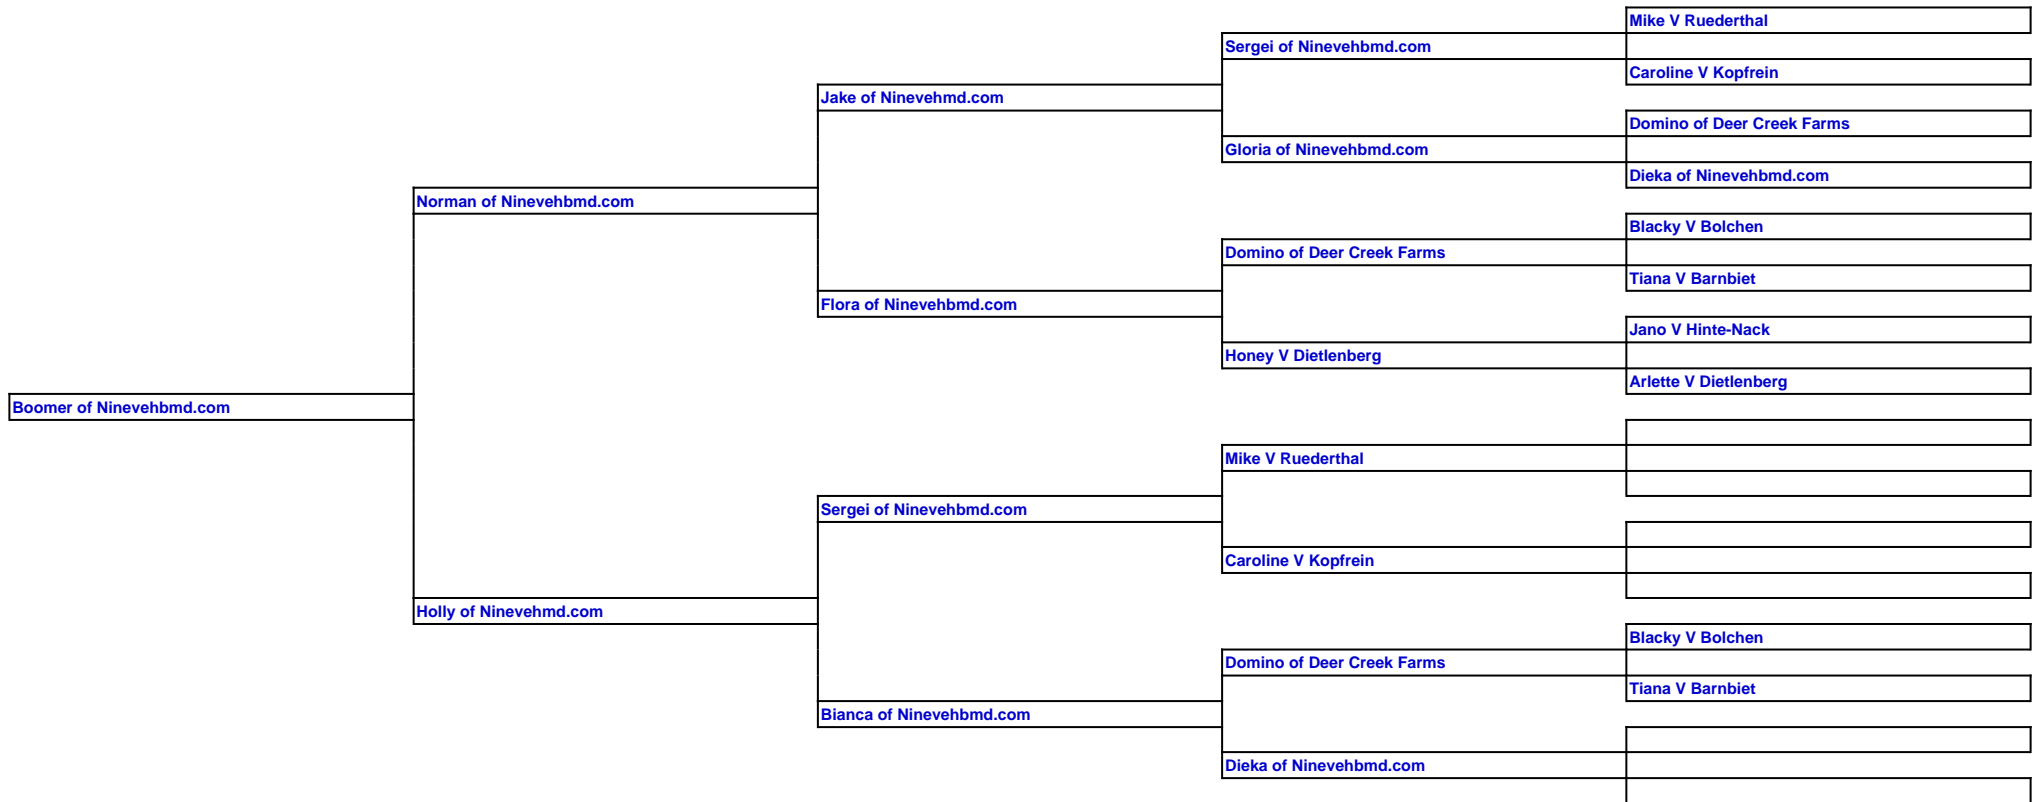 Mike V Ruederthal
Sergei of Ninevehbmd.com
Caroline V Kopfrein
Jake of Ninevehmd.com
Domino of Deer Creek Farms
Gloria of Ninevehbmd.com
Dieka of Ninevehbmd.com
Norman of Ninevehbmd.com
Blacky V Bolchen
Domino of Deer Creek Farms
Tiana V Barnbiet
Flora of Ninevehbmd.com
Jano V Hinte-Nack
Honey V Dietlenberg
Arlette V Dietlenberg
Boomer of Ninevehbmd.com
Mike V Ruederthal
Sergei of Ninevehbmd.com
Caroline V Kopfrein
Holly of Ninevehmd.com
Blacky V Bolchen
Domino of Deer Creek Farms
Tiana V Barnbiet
Bianca of Ninevehbmd.com
Dieka of Ninevehbmd.com